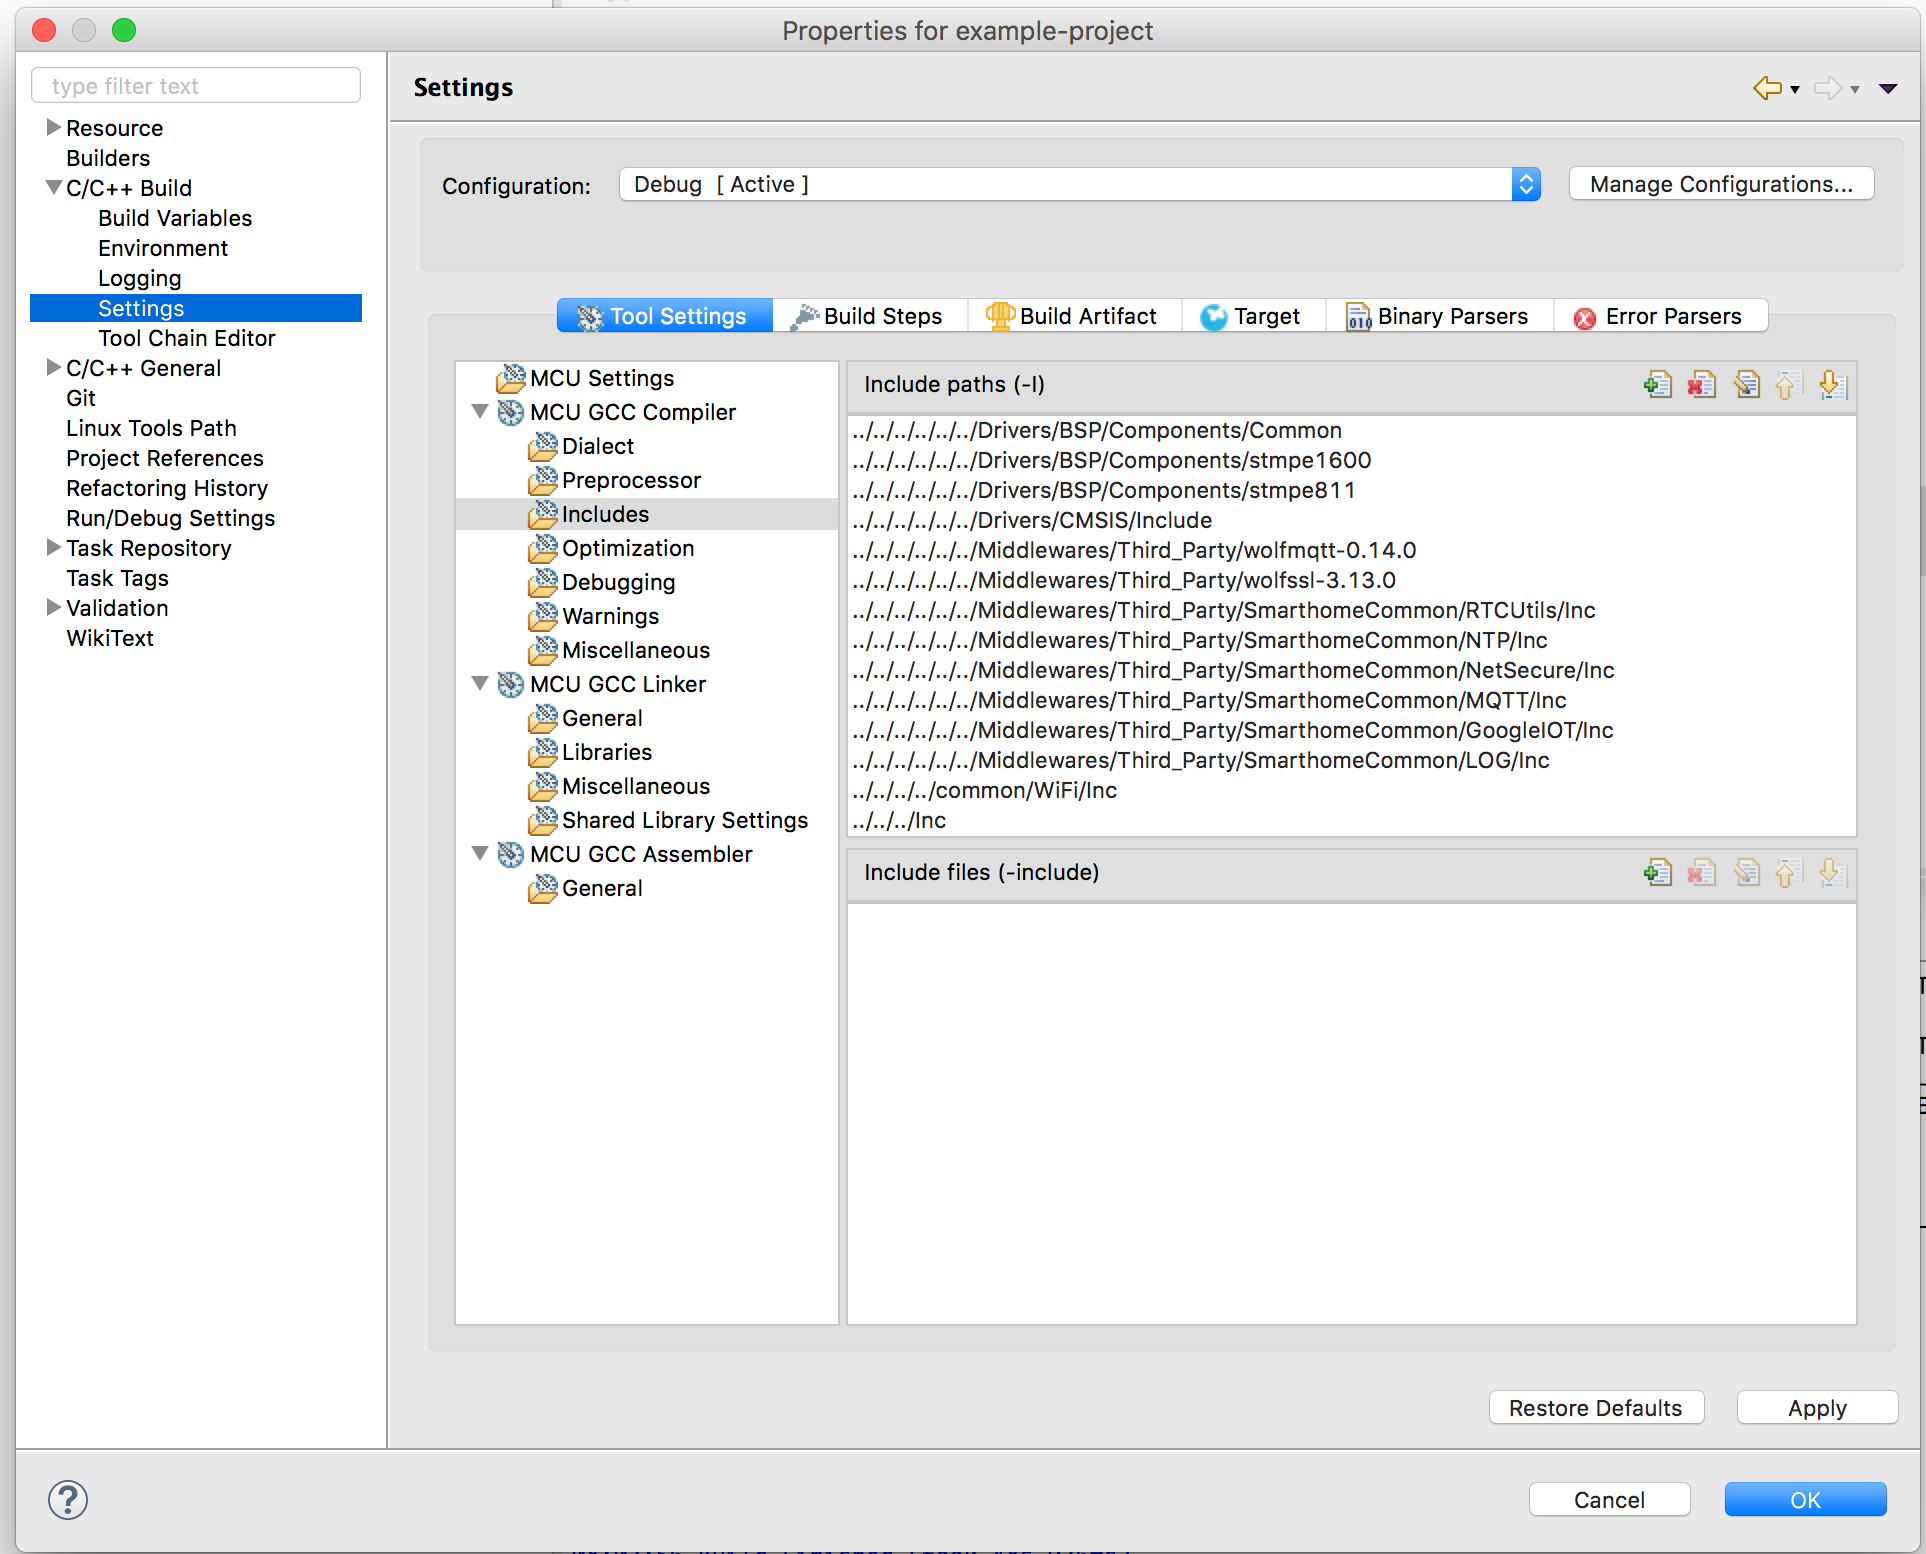 Properties for example-project
type filter text
Resource
Builders
C/C++ Build
Build Variables
Environment
Logging
Settings
Tool Chain Editor
C/C++ General
Git
Linux Tools Path
Project References
Refactoring History
Run/Debug Settings
Task Repository
Task Tags
Validation
WikiText
Settings
Configuration: Debug [ Active ] Manage Configurations...
Tool Settings Build Steps Build Artifact Target Binary Parsers Error Parsers
MCU Settings
MCU GCC Compiler
Dialect
Preprocessor
Includes
Optimization
Debugging
Warnings
Miscellaneous
MCU GCC Linker
General
Libraries
Miscellaneous
Shared Library Settings
MCU GCC Assembler
General
Include paths (-I)
../../../../../../Drivers/BSP/Components/Common
../../../../../../Drivers/BSP/Components/stmpe1600
../../../../../../Drivers/BSP/Components/stmpe811
../../../../../../Drivers/CMSIS/Include
../../../../../../Middlewares/Third_Party/wolfmqtt-0.14.0
../../../../../../Middlewares/Third_Party/wolfssl-3.13.0
../../../../../../Middlewares/Third_Party/SmarthomeCommon/RTCUtils/Inc
../../../../../../Middlewares/Third_Party/SmarthomeCommon/NTP/Inc
../../../../../../Middlewares/Third_Party/SmarthomeCommon/NetSecure/Inc
../../../../../../Middlewares/Third_Party/SmarthomeCommon/MQTT/Inc
../../../../../../Middlewares/Third_Party/SmarthomeCommon/GoogleIOT/Inc
../../../../../../Middlewares/Third_Party/SmarthomeCommon/LOG/Inc
../../../../common/WiFi/Inc
../../../Inc
Include files (-include)
Restore Defaults Apply
? Cancel OK